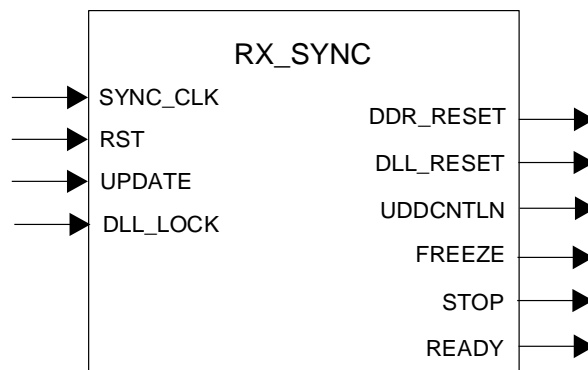 RX_SYNC
SYNC_CLK
RST
UPDATE
DLL_LOCK
DDR_RESET
DLL_RESET
UDDCNTLN
FREEZE
STOP
READY